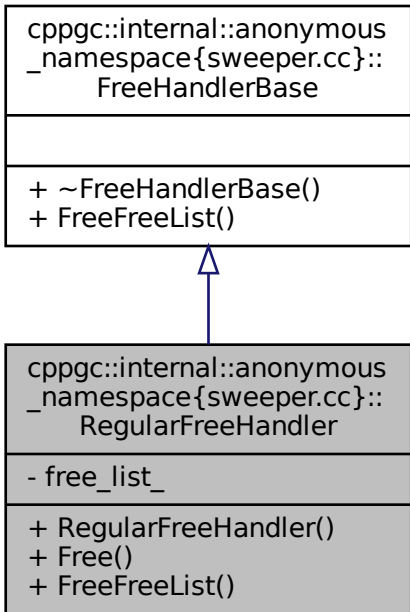 cppgc::internal::anonymous
_namespace{sweeper.cc}::
FreeHandlerBase
+ ~FreeHandlerBase()
+ FreeFreeList()
cppgc::internal::anonymous
_namespace{sweeper.cc}::
RegularFreeHandler
- free_list_
+ RegularFreeHandler()
+ Free()
+ FreeFreeList()